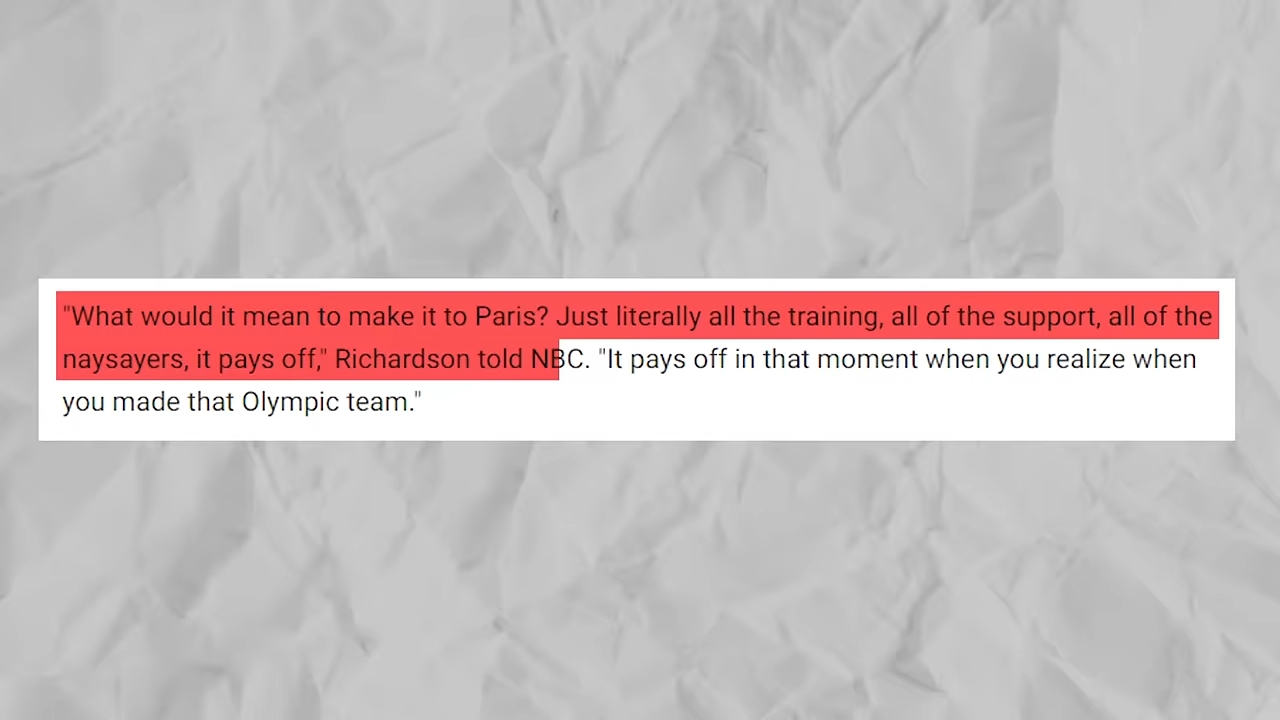 "What would it mean to make it to Paris? Just literally all the training, all of the support, all of the
naysayers, it pays off," Richardson told NBC. "It pays off in that moment when you realize when
you made that Olympic team."